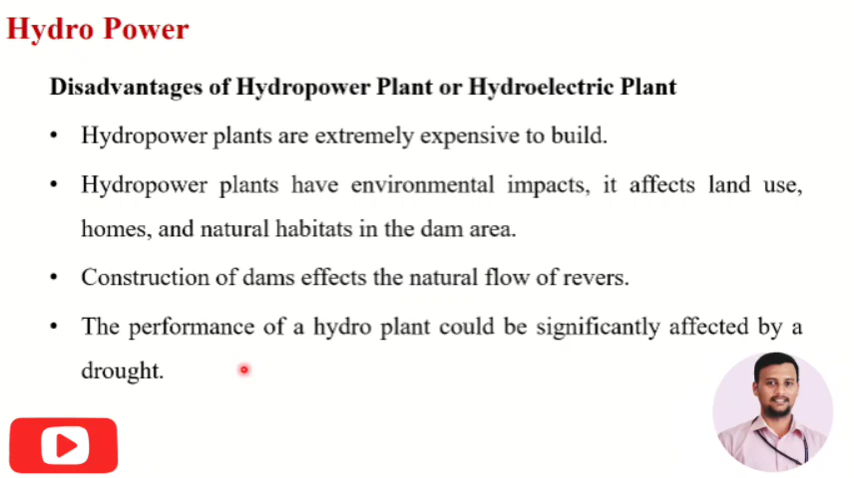 Hydro Power
Disadvantages of Hydropower Plant or Hydroelectric Plant
• Hydropower plants are extremely expensive to build.
• Hydropower plants have environmental impacts, it affects land use,
homes, and natural habitats in the dam area.
• Construction of dams effects the natural flow of revers.
• The performance of a hydro plant could be significantly affected by a
drought.